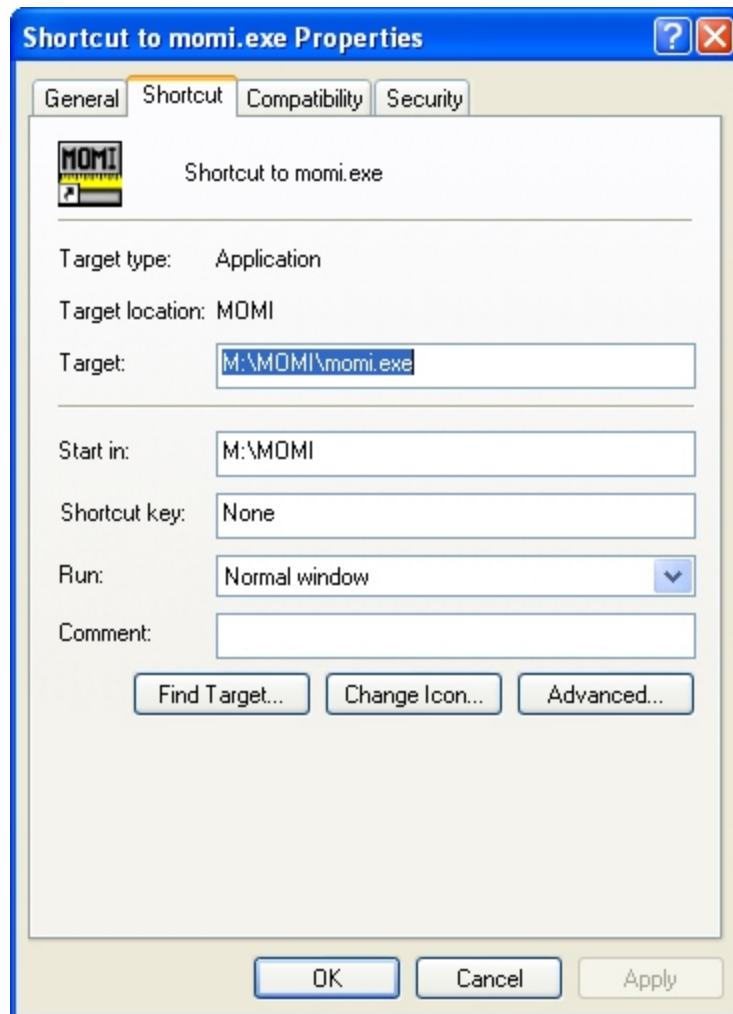 Shortcut to momi.exe Properties
General Shortcut Compatibility Security
MOMI Shortcut to momi.exe
Target type: Application
Target location: MOMI
Target: M:\MOMI\momi.exe
Start in: M:\MOMI
Shortcut key: None
Run: Normal window
Comment:
Find Target... Change Icon... Advanced...
OK Cancel Apply